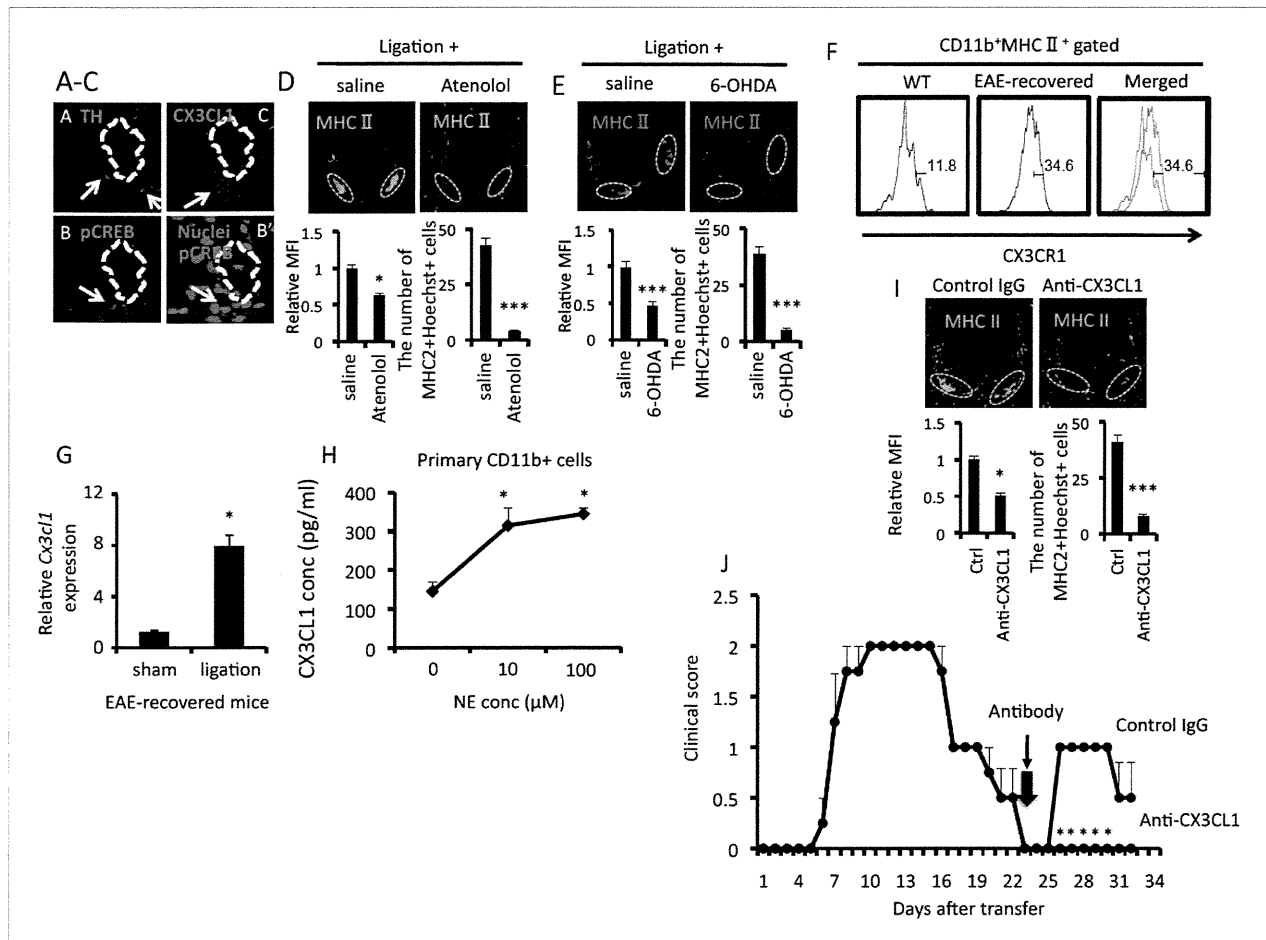 A-C
A TH
CX3CL1 C
B pCREB
Nuclei B'
pCREB
D
Ligation +
saline Atenolol
MHC II MHC II
Relative MFI
1.5
1
0.5
0
*
saline
Atenolol
The number of
MHC2+Hoechst+ cells
50
25
0
***
saline
Atenolol
E
Ligation +
saline 6-OHDA
MHC II MHC II
Relative MFI
1.5
1
0.5
0
***
saline
6-OHDA
The number of
MHC2+Hoechst+ cells
50
25
0
***
saline
6-OHDA
F
CD11b+MHC II+ gated
WT EAE-recovered Merged
11.8
34.6
34.6
CX3CR1
G
Relative Cx3cl1
expression
12
8
4
0
*
sham ligation
EAE-recovered mice
H
Primary CD11b+ cells
CX3CL1 conc (pg/ml)
400
300
200
100
0
* *
0 10 100
NE conc (μM)
I
Control IgG Anti-CX3CL1
MHC II MHC II
Relative MFI
1.5
1
0.5
0
*
Ctrl
Anti-CX3CL1
The number of
MHC2+Hoechst+ cells
50
25
0
***
Ctrl
Anti-CX3CL1
J
Clinical score
2.5
2
1.5
1
0.5
0
Antibody
Control IgG
Anti-CX3CL1
*****
1 4 7 10 13 16 19 22 25 28 31 34
Days after transfer